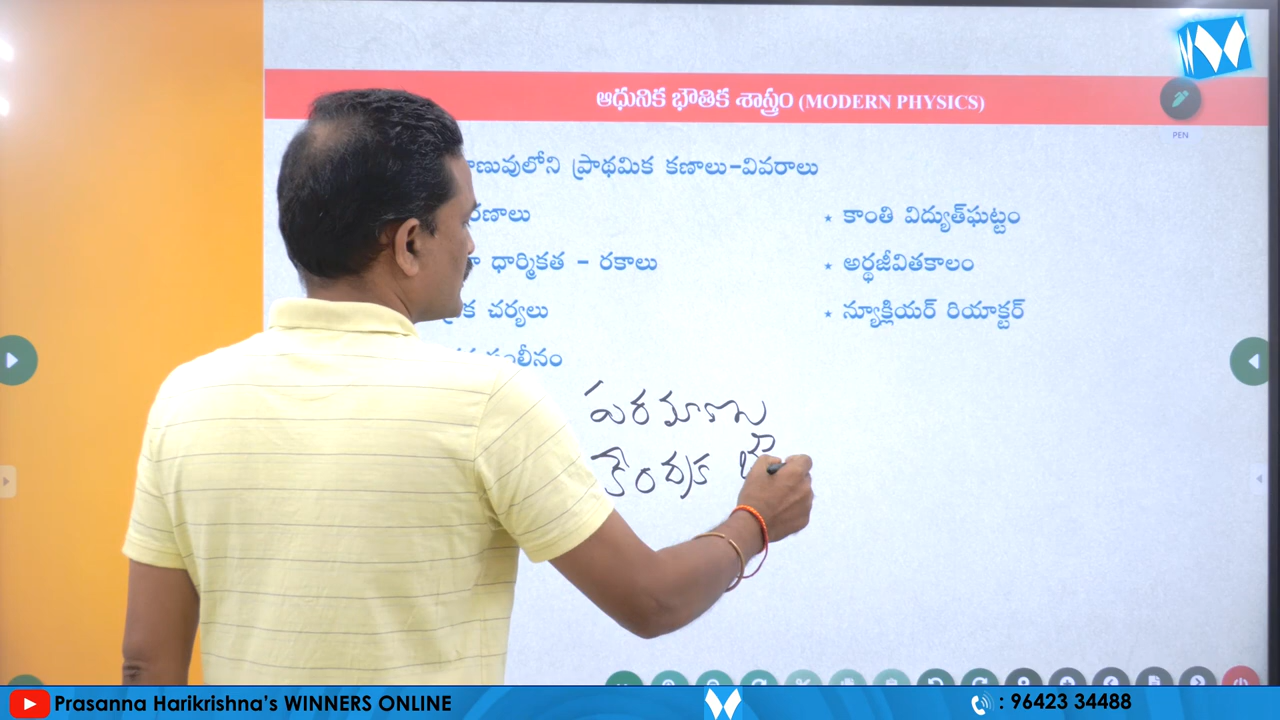 ఆధునిక భౌతిక శాస్త్రం (MODERN PHYSICS)
PEN
ప్రాథమిక కణాలు-వివరాలు
* కాంతి విద్యుత్‌ఘట్టం
ధార్మికత - రకాలు
* అర్థజీవితకాలం
చర్యలు
* న్యూక్లియర్ రియాక్టర్
పరమాణు
కేంద్రక
Prasanna Harikrishna's WINNERS ONLINE
: 96423 34488